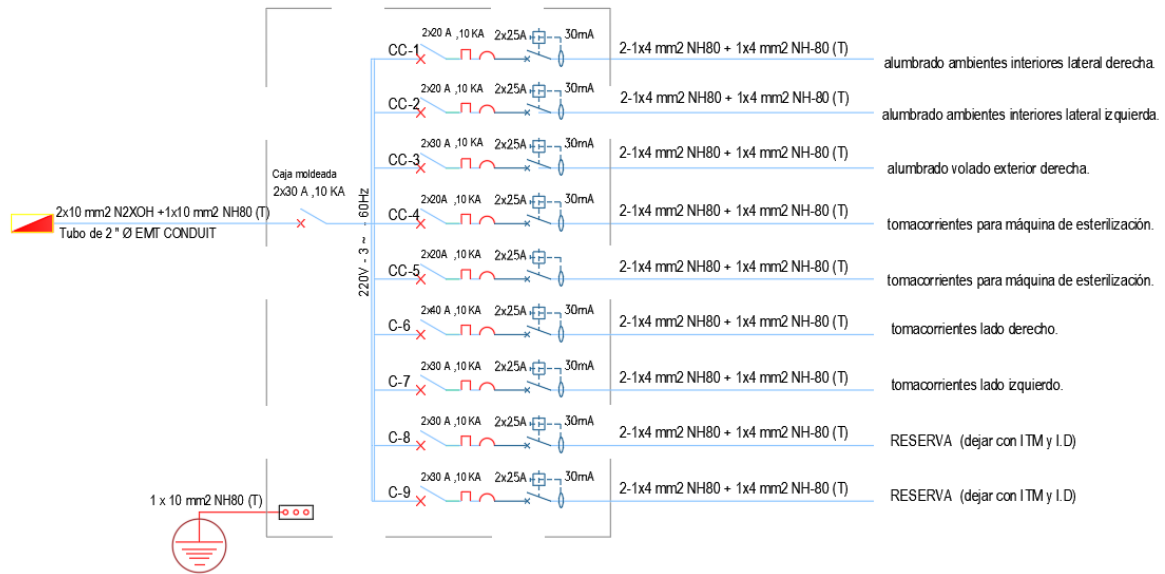 CC-1
2x20 A ,10 KA
2x25A
30mA
2-1x4 mm2 NH80 + 1x4 mm2 NH-80 (T)
alumbrado ambientes interiores lateral derecha.
CC-2
2x20 A ,10 KA
2x25A
30mA
2-1x4 mm2 NH80 + 1x4 mm2 NH-80 (T)
alumbrado ambientes interiores lateral izquierda.
CC-3
2x30 A ,10 KA
2x25A
30mA
2-1x4 mm2 NH80 + 1x4 mm2 NH-80 (T)
alumbrado volado exterior derecha.
Caja moldeada
2x30 A ,10 KA
2x10 mm2 N2XOH +1x10 mm2 NH80 (T)
Tubo de 2 " Ø EMT CONDUIT
220V - 3 ~ - 60Hz
CC-4
2x20A ,10 KA
2x25A
30mA
2-1x4 mm2 NH80 + 1x4 mm2 NH-80 (T)
tomacorrientes para máquina de esterilización.
CC-5
2x20A ,10 KA
2x25A
30mA
2-1x4 mm2 NH80 + 1x4 mm2 NH-80 (T)
tomacorrientes para máquina de esterilización.
C-6
2x40 A ,10 KA
2x25A
30mA
2-1x4 mm2 NH80 + 1x4 mm2 NH-80 (T)
tomacorrientes lado derecho.
C-7
2x30 A ,10 KA
2x25A
30mA
2-1x4 mm2 NH80 + 1x4 mm2 NH-80 (T)
tomacorrientes lado izquierdo.
C-8
2x30 A ,10 KA
2x25A
30mA
2-1x4 mm2 NH80 + 1x4 mm2 NH-80 (T)
RESERVA (dejar con ITM y I.D)
C-9
2x30 A ,10 KA
2x25A
30mA
2-1x4 mm2 NH80 + 1x4 mm2 NH-80 (T)
RESERVA (dejar con ITM y I.D)
1 x 10 mm2 NH80 (T)